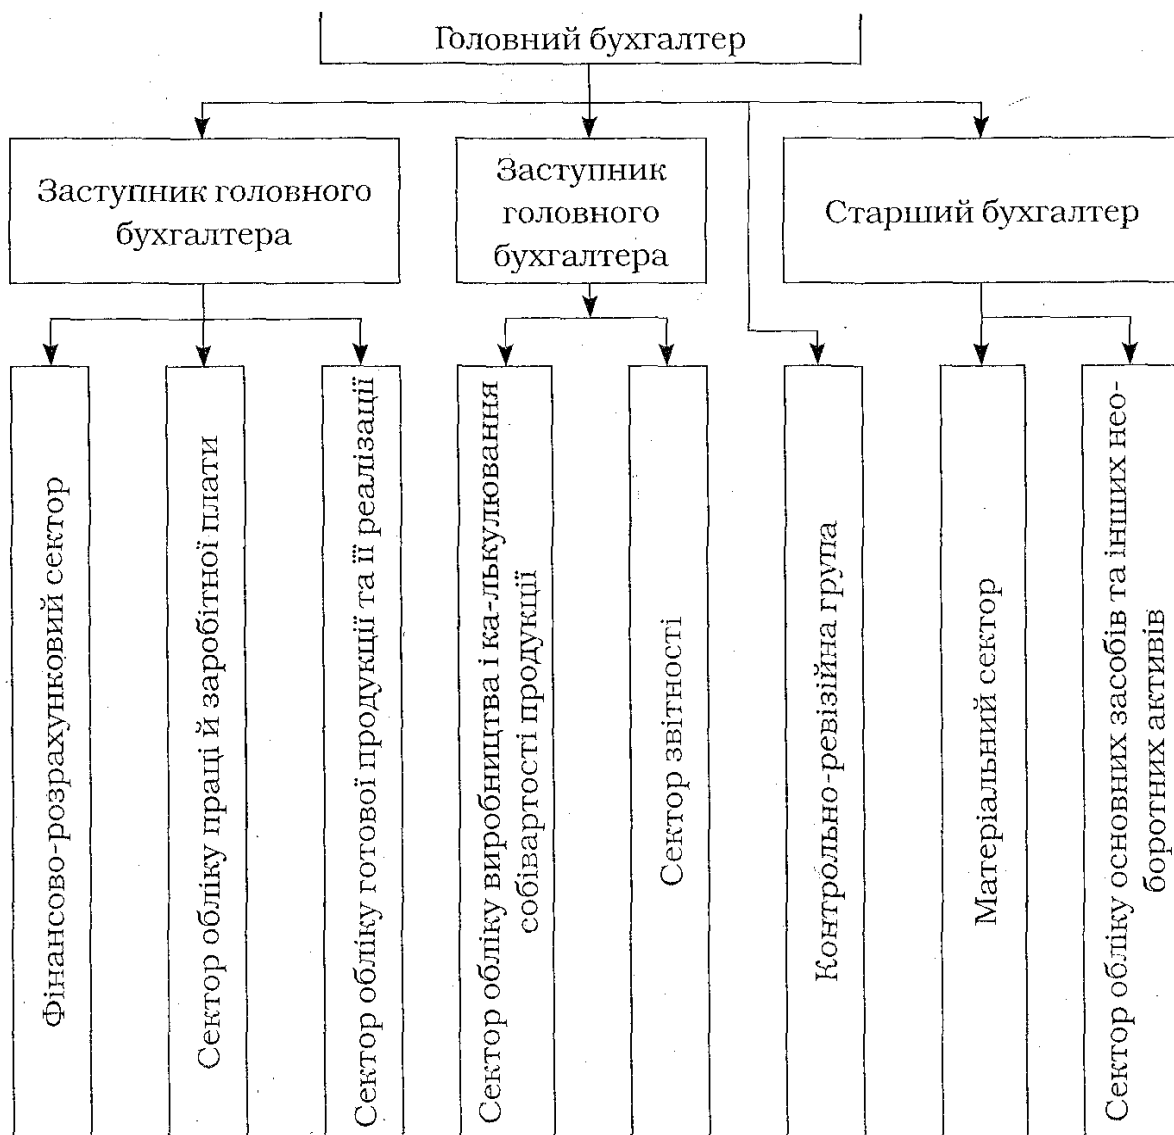 Головний бухгалтер
Заступник головного
бухгалтера
Заступник
головного
бухгалтера
Старший бухгалтер
Фінансово-розрахунковий сектор
Сектор обліку праці й заробітної плати
Сектор обліку готової продукції та її реалізації
Сектор обліку виробництва і ка-лькулювання
собівартості продукції
Сектор звітності
Контрольно-ревізійна група
Матеріальний сектор
Сектор обліку основних засобів та інших нео-
боротних активів